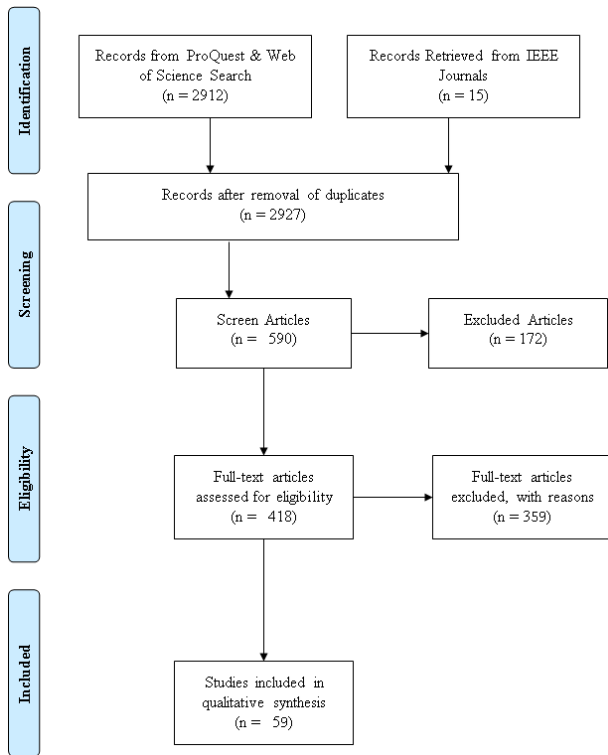 Identification
Records from ProQuest & Web
of Science Search
(n = 2912)
Records Retrieved from IEEE
Journals
(n = 15)
Records after removal of duplicates
(n = 2927)
Screening
Screen Articles
(n = 590)
Excluded Articles
(n = 172)
Eligibility
Full-text articles
assessed for eligibility
(n = 418)
Full-text articles
excluded, with reasons
(n = 359)
Included
Studies included in
qualitative synthesis
(n = 59)